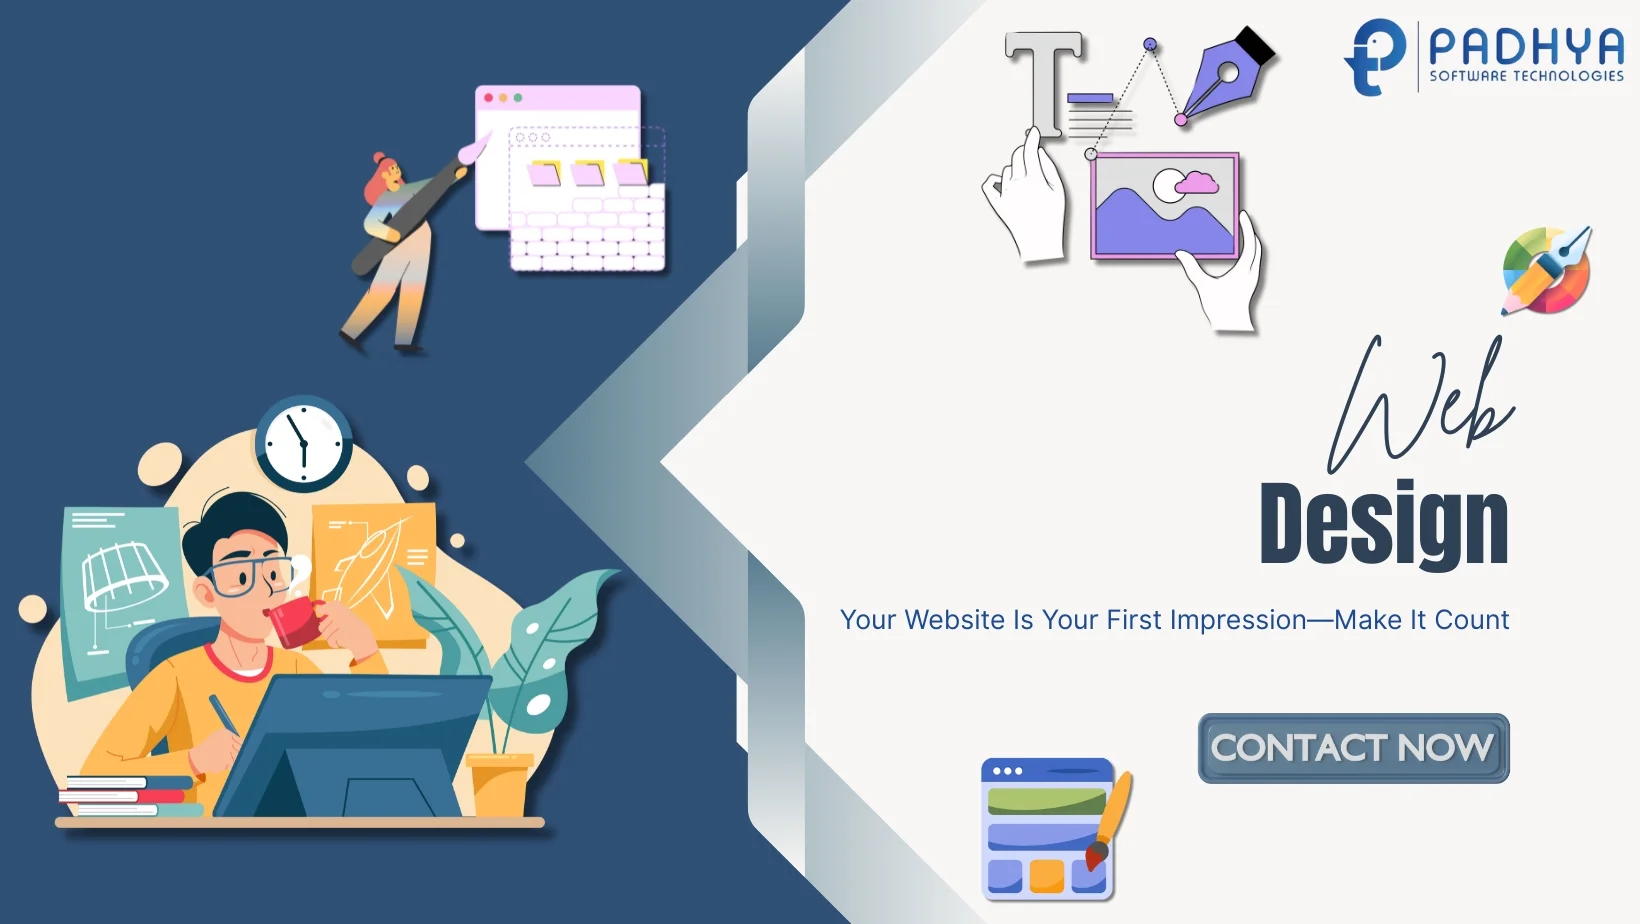 PADHYA
SOFTWARE TECHNOLOGIES
T
Web
Design
Your Website Is Your First Impression—Make It Count
CONTACT NOW